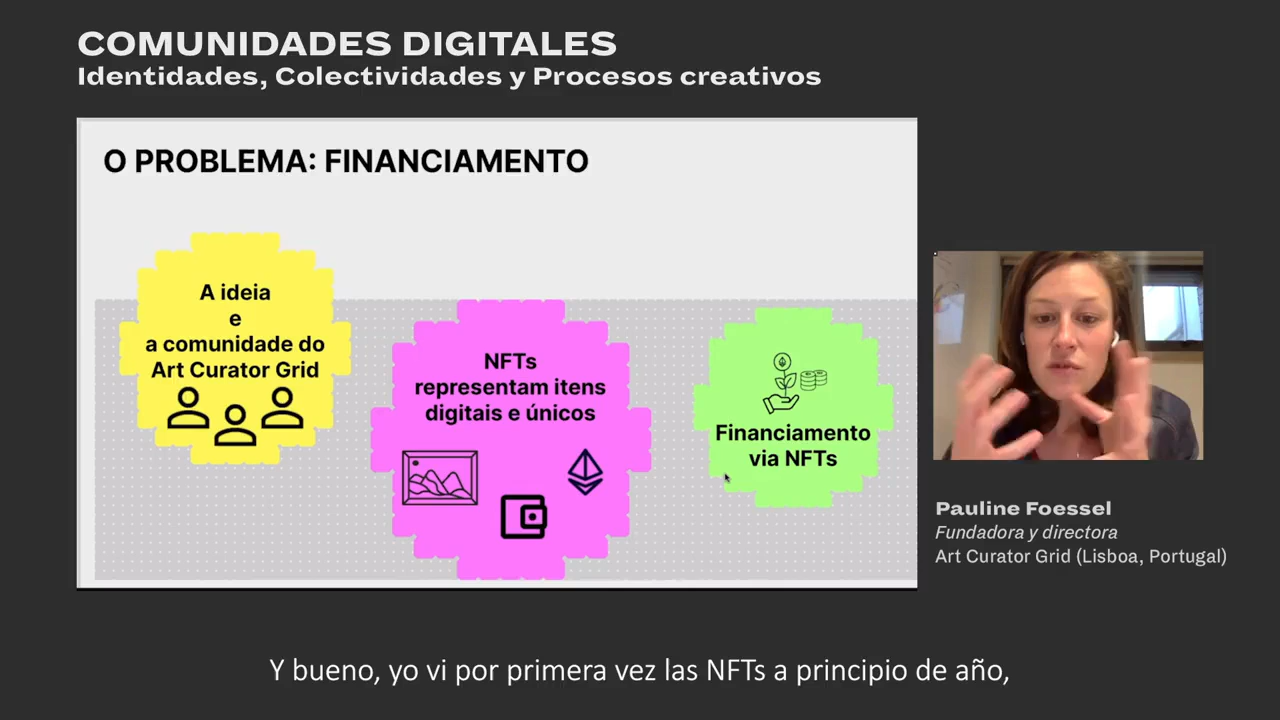 COMUNIDADES DIGITALES
Identidades, Colectividades y Procesos creativos
O PROBLEMA: FINANCIAMENTO
A ideia
e
a comunidade do
Art Curator Grid
NFTs
representam itens
digitais e únicos
Financiamento
via NFTs
Pauline Foessel
Fundadora y directora
Art Curator Grid (Lisboa, Portugal)
Y bueno, yo vi por primera vez las NFTs a principio de año,